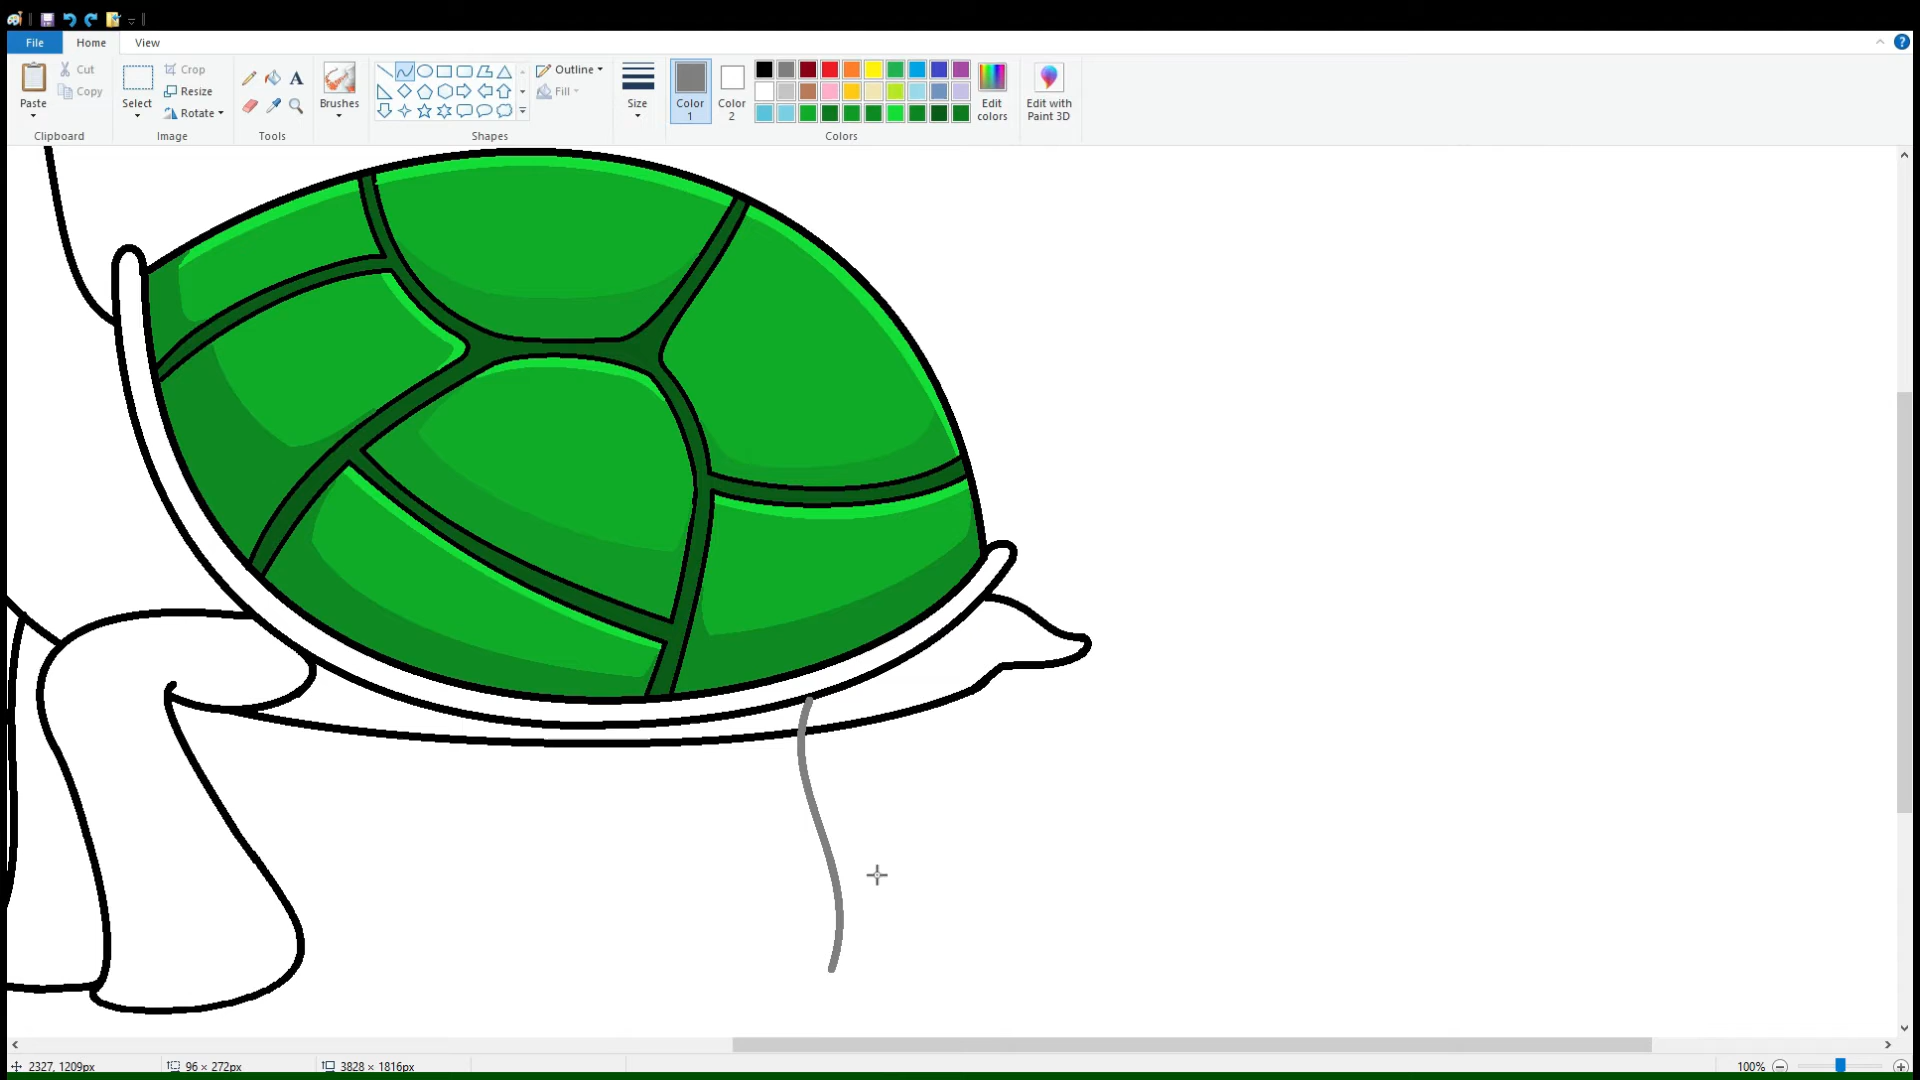 File Home View
Paste Cut Copy
Clipboard
Select Crop Resize Rotate
Image
A
Tools
Brushes
Shapes
Outline
Fill
Size
Color 1
Color 2
Edit colors
Colors
Edit with Paint 3D
?
2327, 1209px 96 × 272px 3828 × 1816px 100%